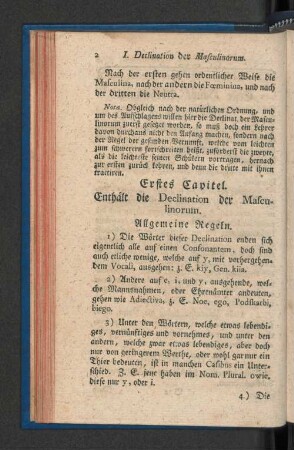 2 I. Declination der Masculinorum.
Nach der ersten gehen ordentlicher Weise die
Masculina, nach der andern die Fœminina, und nach
der dritten die Neutra.
Nota. Obgleich nach der natürlichen Ordnung, und
um des Ausschlagens willen hier die Declinat. der Mascu-
linorum zuerst gesetzet worden, so muß doch ein Lehrer
davon durchaus nicht den Anfang machen, sondern nach
der Regel der gesunden Vernunft, welche vom leichten
zum schwerern fortschreiten heißt, zuförderst die zweyte,
als die leichteste seinen Schülern vortragen, hernach
zur ersten zurück kehren, und denn die dritte mit ihnen
tractiren.
Erstes Capitel.
Enthält die Declination der Mascu-
linorum.
Allgemeine Regeln.
1) Die Wörter dieser Declination enden sich
eigentlich alle auf einen Consonantem, doch sind
auch etliche wenige, welche auf y, mit vorhergehen-
dem Vocali, ausgehen: z. E. kiy, Gen. kiia.
2) Andere auf e, i, und y, ausgehende, welche
als Mannsnahmen, oder Ehrenämter andeuten,
gehen wie Adjectiva, z. E. Noe, ego, Podskarbi,
biego.
3) Unter den Wörtern, welche etwas lebendi-
ges, vernünftiges und vornehmes, und unter den
andern, welche zwar etwas lebendiges, aber doch
nur von geringerm Werthe, oder wohl gar nur ein
Thier bedeuten, ist in manchen Casibus ein Unter-
schied. Z. E. jene haben im Nom. Plural. owie,
diese nur y, oder i.
4.) Die